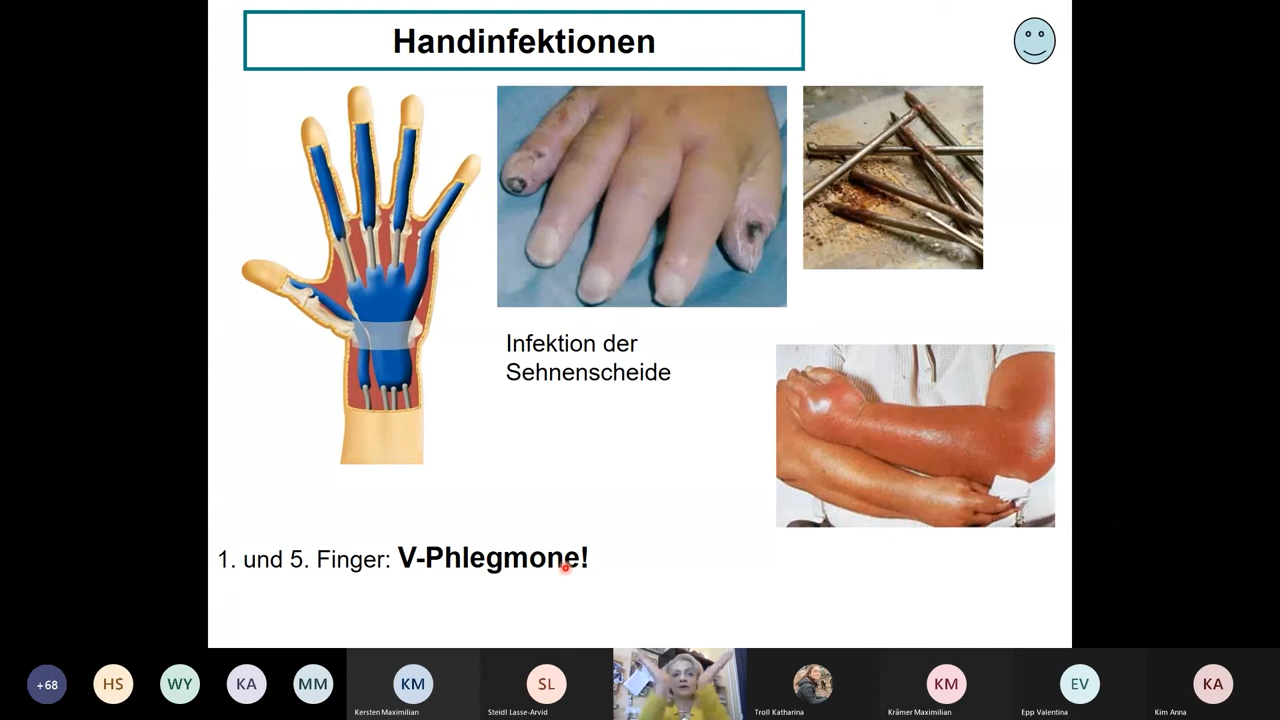 Handinfektionen
Infektion der
Sehnenscheide
1. und 5. Finger: V-Phlegmone!
+68
HS
WY
KA
MM
KM
Kersten Maximilian
SL
Steidl Lasse-Arvid
Troll Katharina
KM
Krämer Maximilian
EV
Epp Valentina
KA
Kim Anna